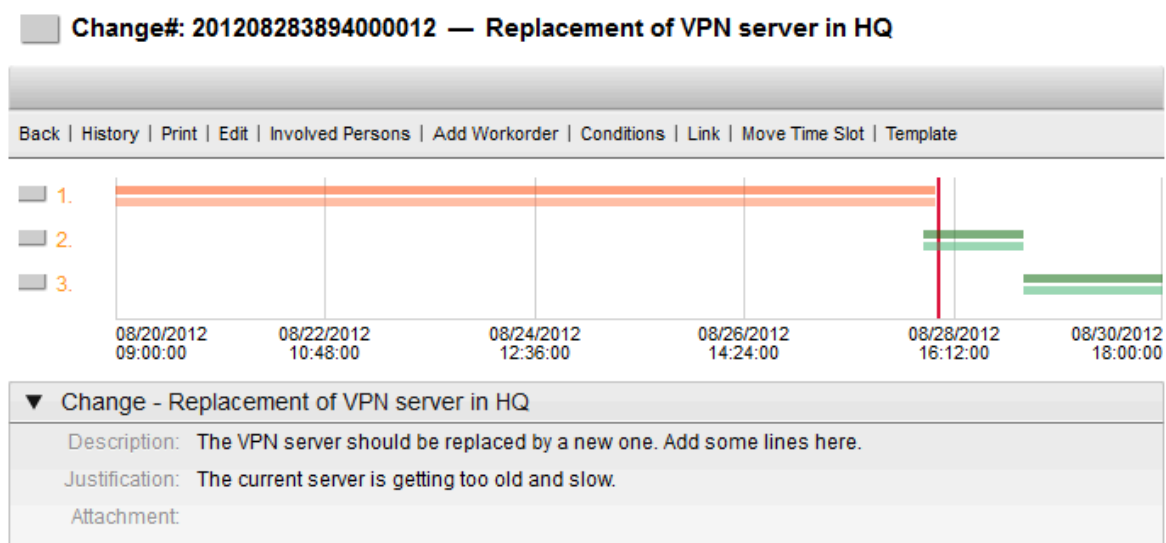 Change#: 201208283894000012 — Replacement of VPN server in HQ
Back | History | Print | Edit | Involved Persons | Add Workorder | Conditions | Link | Move Time Slot | Template
1.
2.
3.
08/20/2012 08/22/2012 08/24/2012 08/26/2012 08/28/2012 08/30/2012
09:00:00 10:48:00 12:36:00 14:24:00 16:12:00 18:00:00
▼ Change - Replacement of VPN server in HQ
Description: The VPN server should be replaced by a new one. Add some lines here.
Justification: The current server is getting too old and slow.
Attachment: